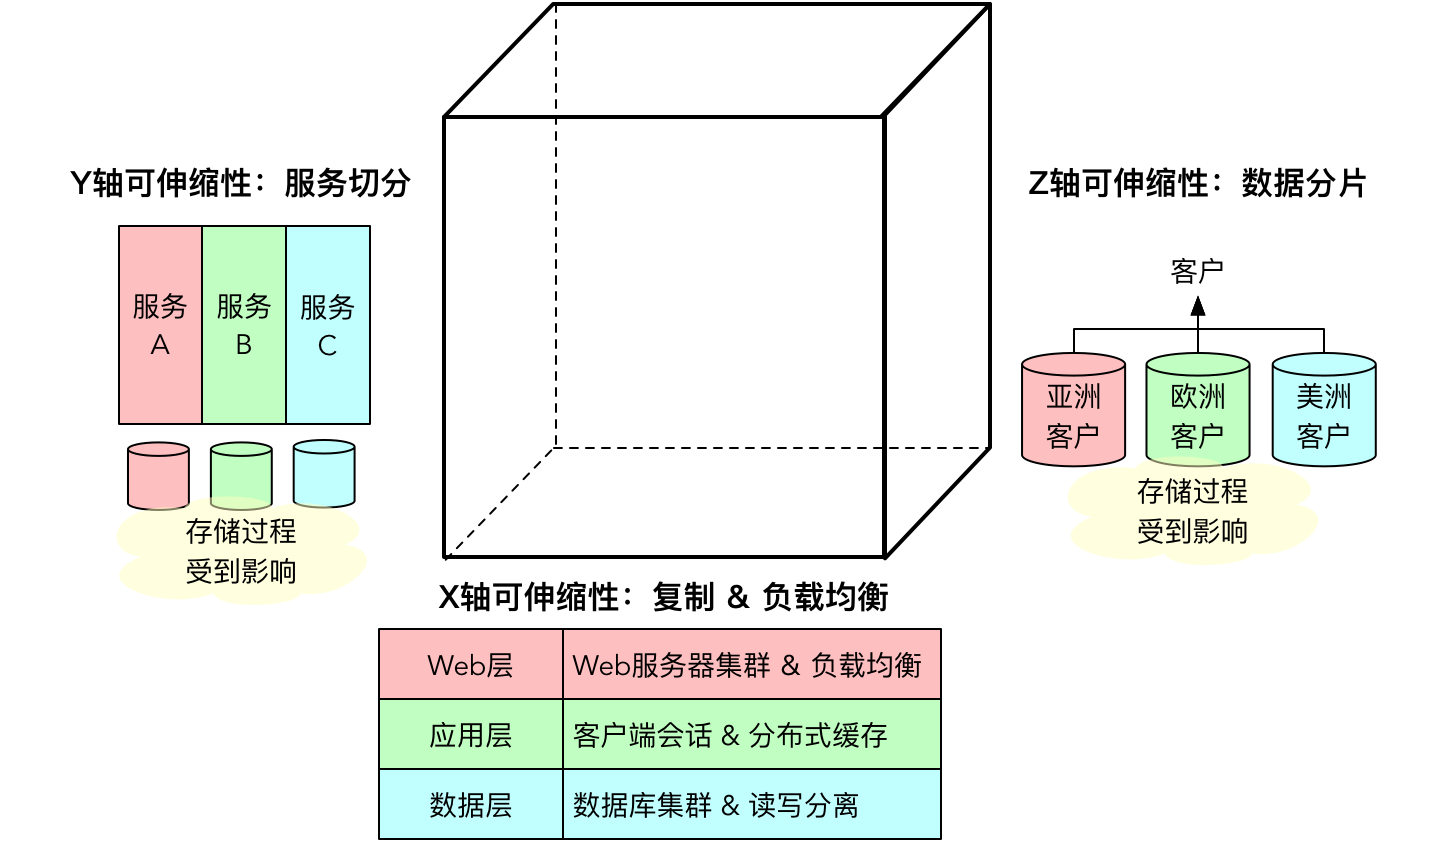 Y轴可伸缩性：服务切分
服务
A
服务
B
服务
C
存储过程
受到影响
Z轴可伸缩性：数据分片
客户
亚洲
客户
欧洲
客户
美洲
客户
存储过程
受到影响
X轴可伸缩性：复制 & 负载均衡
Web层
Web服务器集群 & 负载均衡
应用层
客户端会话 & 分布式缓存
数据层
数据库集群 & 读写分离